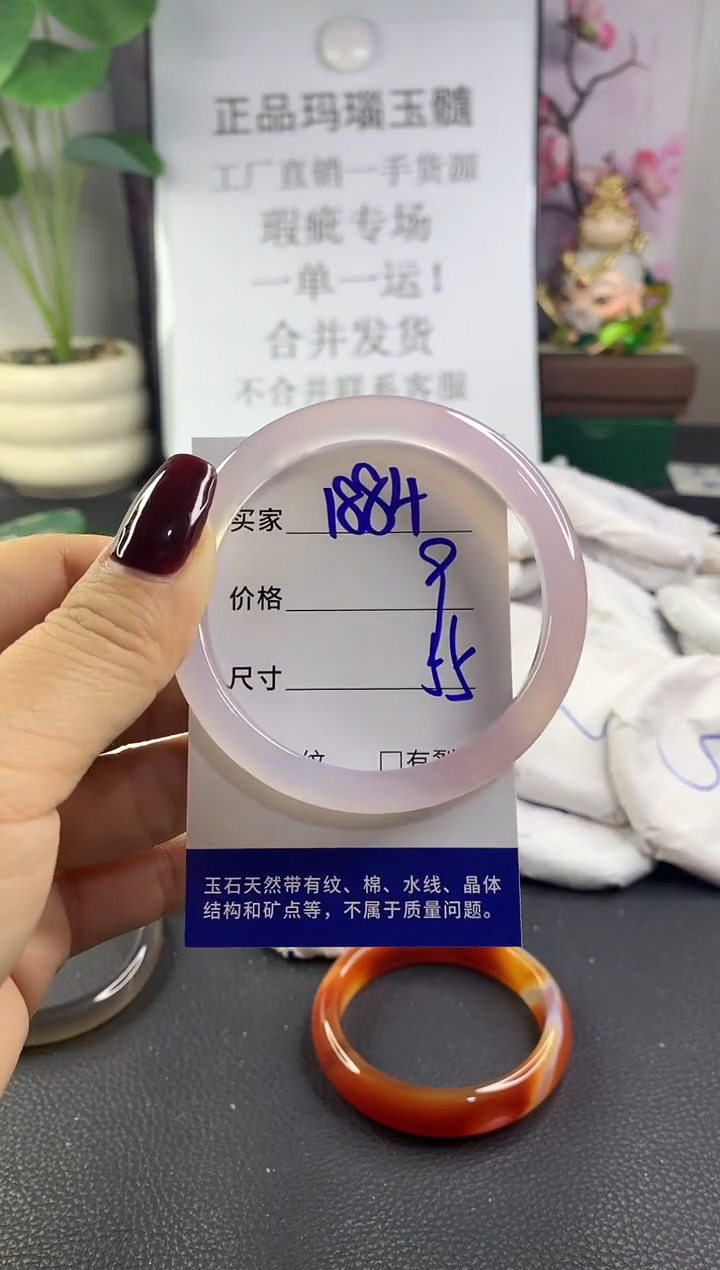 正品玛瑙玉髓
工厂直销一手货源
瑕疵专场
一单一运！
合并发货
不合并联系客服
买家 1884
价格 9
尺寸 55
纹 □有裂
玉石天然带有纹、棉、水线、晶体
结构和矿点等，不属于质量问题。